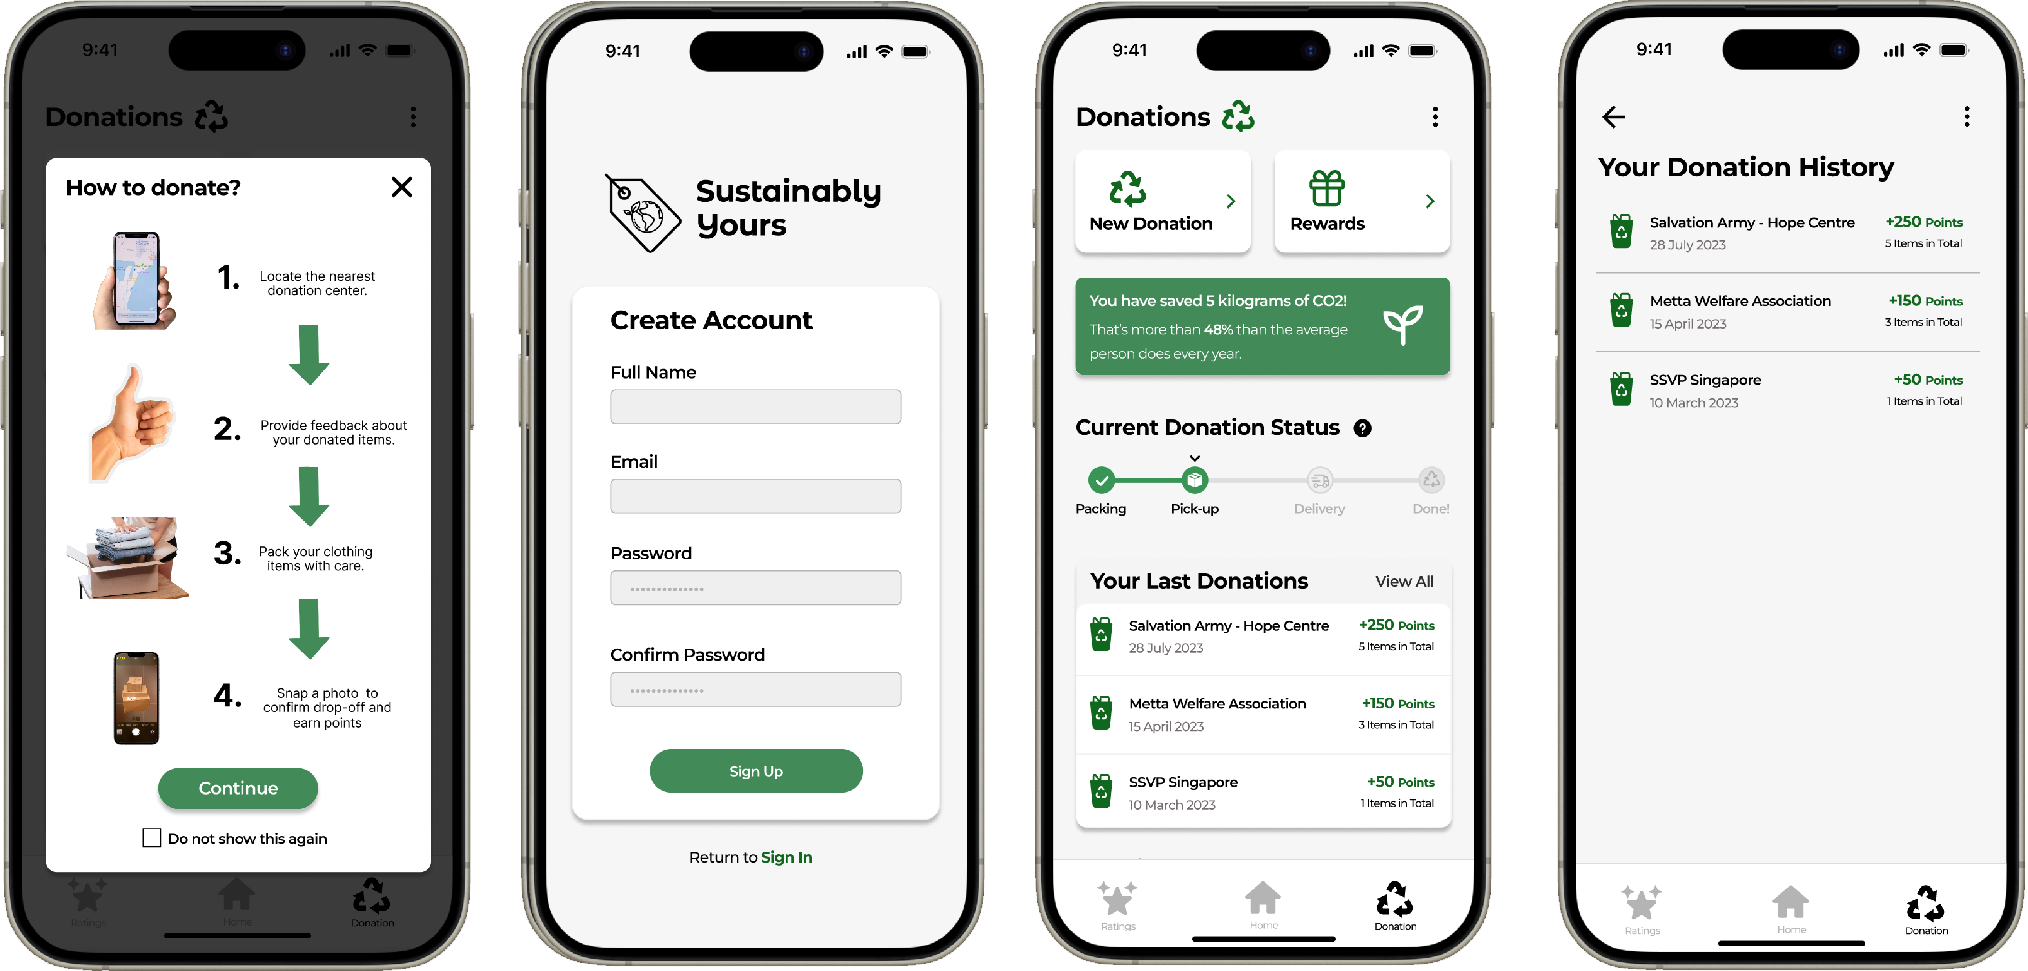 9:41
Donations
How to donate?
1.
Locate the nearest
donation center.
2.
Provide feedback about
your donated items.
3.
Pack your clothing
items with care.
4.
Snap a photo to
confirm drop-off and
earn points
Continue
Do not show this again
Ratings
Home
Donation
9:41
Sustainably
Yours
Create Account
Full Name
Email
Password
Confirm Password
Sign Up
Return to Sign In
9:41
Donations
New Donation
Rewards
You have saved 5 kilograms of CO2!
That's more than 48% than the average
person does every year.
Current Donation Status
Packing
Pick-up
Delivery
Done!
Your Last Donations
View All
Salvation Army - Hope Centre
+250 Points
28 July 2023
5 Items in Total
Metta Welfare Association
+150 Points
15 April 2023
3 Items in Total
SSVP Singapore
+50 Points
10 March 2023
1 Items in Total
Ratings
Home
Donation
9:41
Your Donation History
Salvation Army - Hope Centre
+250 Points
28 July 2023
5 Items in Total
Metta Welfare Association
+150 Points
15 April 2023
3 Items in Total
SSVP Singapore
+50 Points
10 March 2023
1 Items in Total
Ratings
Home
Donation